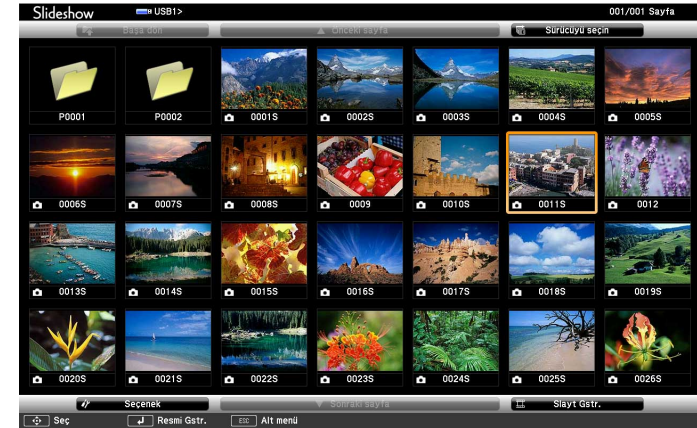 Slideshow USB1> 001/001 Sayfa
Başa dön Önceki sayfa Sürücüyü seçin
P0001 P0002 0001S 0002S 0003S 0004S 0005S
0006S 0007S 0008S 0009 0010S 0011S 0012
0013S 0014S 0015S 0016S 0017S 0018S 0019S
0020S 0021S 0022S 0023S 0024S 0025S 0026S
Seçenek Sonraki sayfa Slayt Gstr.
Seç Resmi Gstr. ESC Alt menü